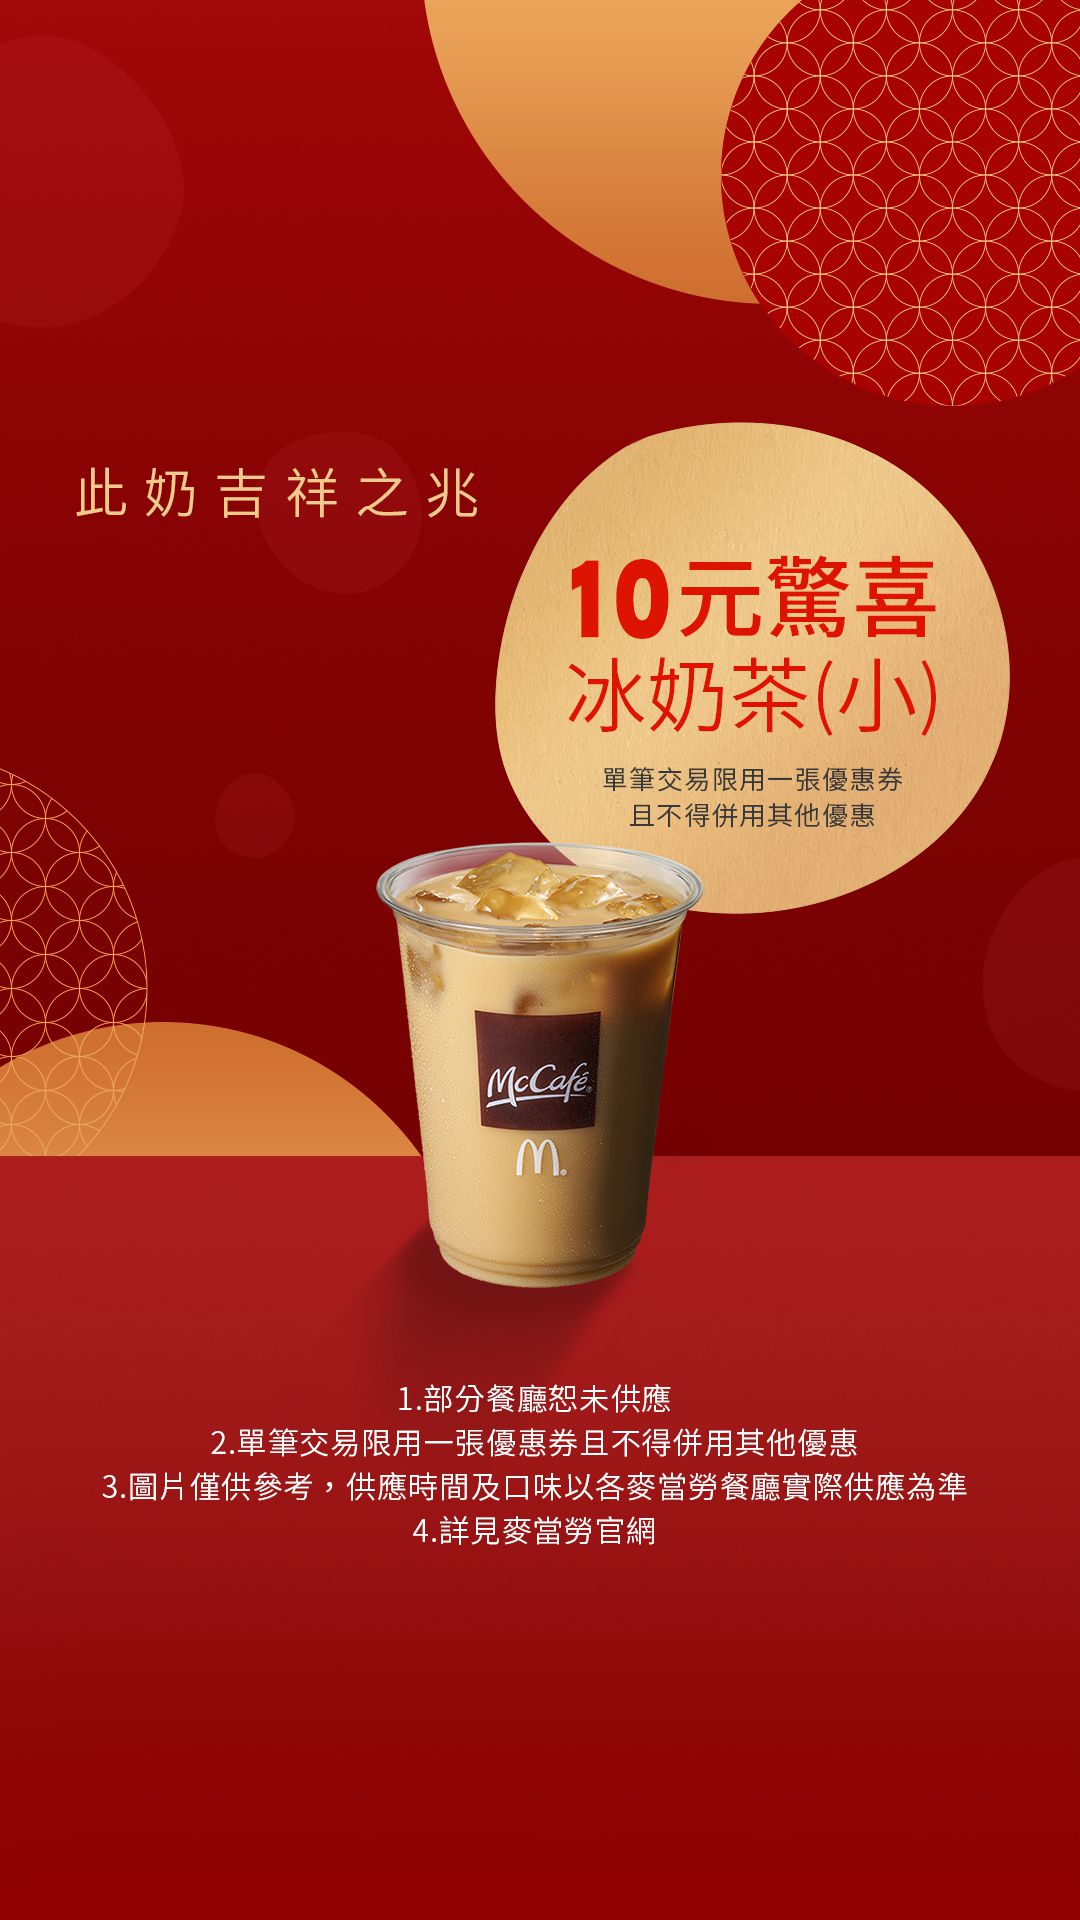 此奶吉祥之兆
10元驚喜
冰奶茶(小)
單筆交易限用一張優惠券
且不得併用其他優惠
McCafé®
M®
1.部分餐廳恕未供應
2.單筆交易限用一張優惠券且不得併用其他優惠
3.圖片僅供參考，供應時間及口味以各麥當勞餐廳實際供應為準
4.詳見麥當勞官網